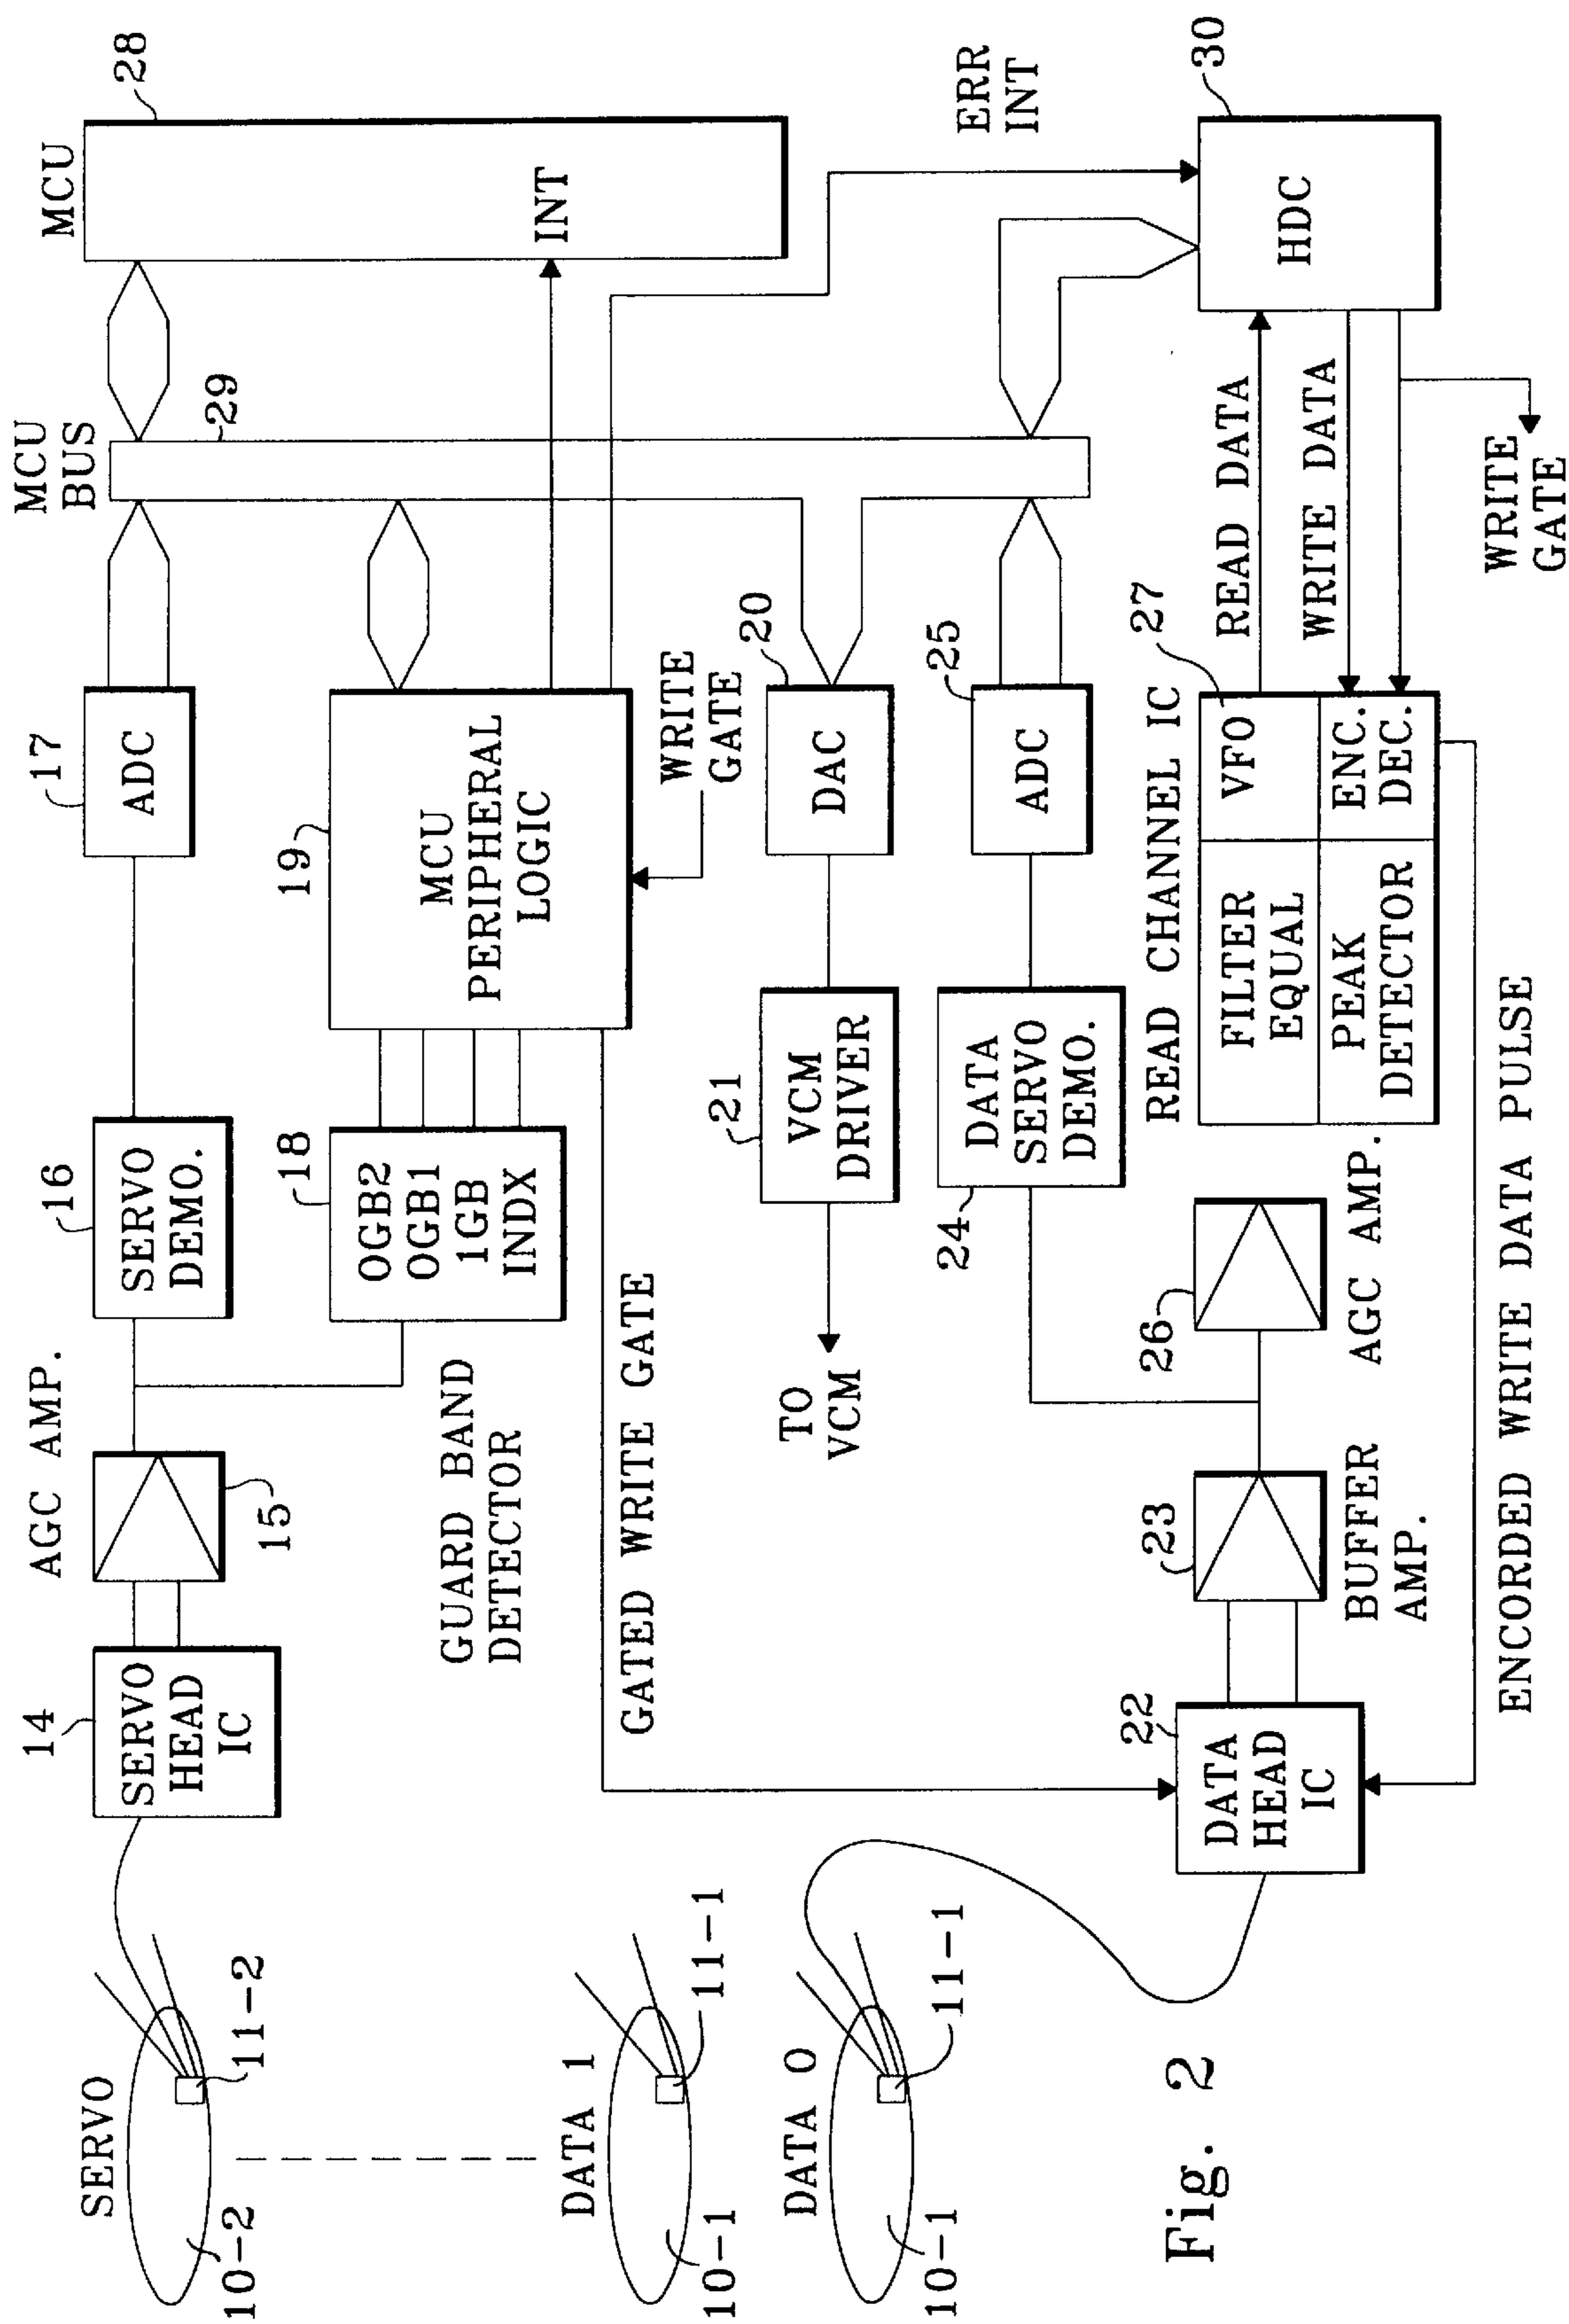 SERVO
10-2
11-2
14
SERVO
HEAD
IC
AGC AMP.
15
16
SERVO
DEMO.
17
ADC
MCU
BUS
29
MCU
28
INT
GUARD BAND
DETECTOR
18
OGB2
OGB1
1GB
INDX
19
MCU
PERIPHERAL
LOGIC
WRITE
GATE
GATED WRITE GATE
DATA 1
10-1
11-1
TO
VCM
21
VCM
DRIVER
20
DAC
ERR
INT
DATA 0
10-1
11-1
24
DATA
SERVO
DEMO.
25
ADC
22
DATA
HEAD
IC
23
BUFFER
AMP.
26
AGC AMP.
READ CHANNEL IC
27
FILTER
EQUAL
VFO
PEAK
DETECTOR
ENC.
DEC.
READ DATA
WRITE DATA
30
HDC
WRITE
GATE
ENCORDED WRITE DATA PULSE
Fig. 2